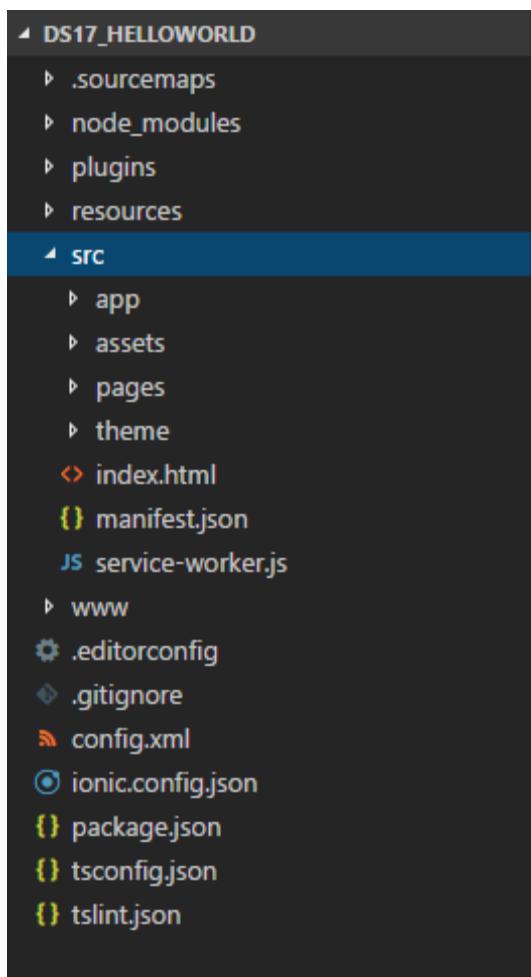 DS17_HELLOWORLD
.sourcemaps
node_modules
plugins
resources
src
app
assets
pages
theme
<> index.html
{} manifest.json
JS service-worker.js
www
.editorconfig
.gitignore
config.xml
ionic.config.json
{} package.json
{} tsconfig.json
{} tslint.json